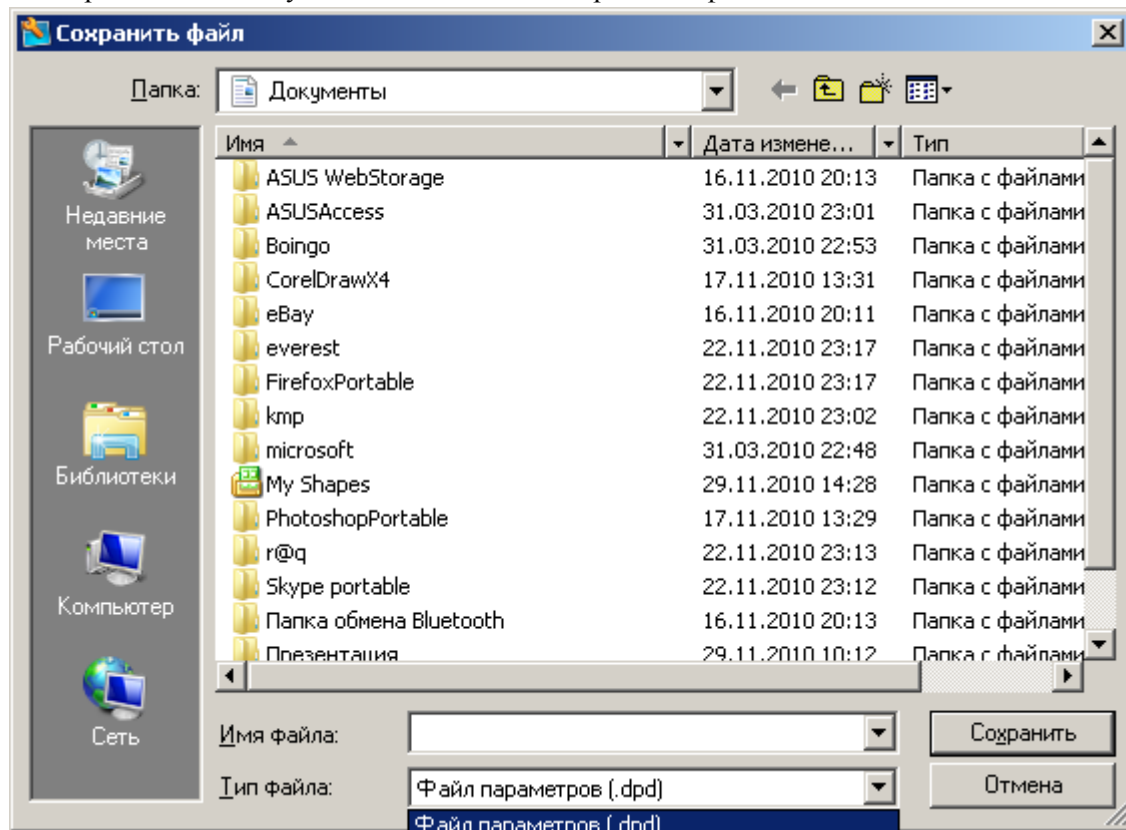 Сохранить файл
Папка:
Документы
Имя
Дата измене...
Тип
ASUS WebStorage 16.11.2010 20:13 Папка с файлами
ASUSAccess 31.03.2010 23:01 Папка с файлами
Boingo 31.03.2010 22:53 Папка с файлами
CorelDrawX4 17.11.2010 13:31 Папка с файлами
eBay 16.11.2010 20:11 Папка с файлами
everest 22.11.2010 23:17 Папка с файлами
FirefoxPortable 22.11.2010 23:17 Папка с файлами
kmp 22.11.2010 23:02 Папка с файлами
microsoft 31.03.2010 22:48 Папка с файлами
My Shapes 29.11.2010 14:28 Папка с файлами
PhotoshopPortable 17.11.2010 13:29 Папка с файлами
r@q 22.11.2010 23:13 Папка с файлами
Skype portable 22.11.2010 23:12 Папка с файлами
Папка обмена Bluetooth 16.11.2010 20:13 Папка с файлами
Презентация 29.11.2010 10:12 Папка с файлами
Недавние
места
Рабочий стол
Библиотеки
Компьютер
Сеть
Имя файла:
Сохранить
Тип файла:
Файл параметров (.dpd)
Отмена
Файл параметров (.dpd)